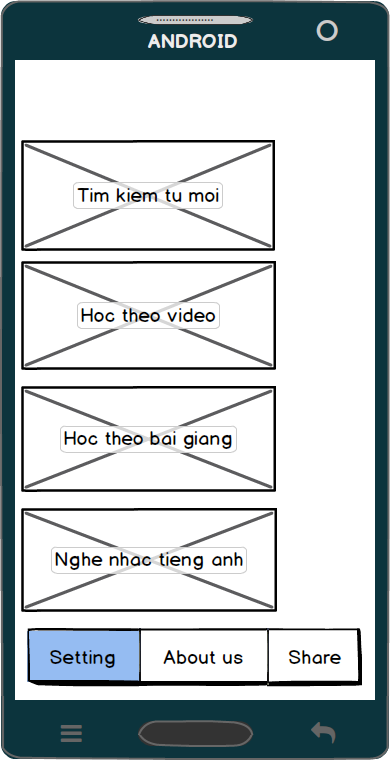 ANDROID
Tim kiem tu moi
Hoc theo video
Hoc theo bai giang
Nghe nhac tieng anh
Setting About us Share